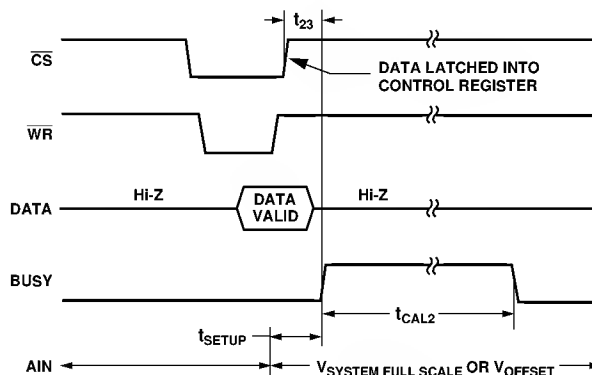 t23
CS
DATA LATCHED INTO
CONTROL REGISTER
WR
Hi-Z
Hi-Z
DATA
DATA
VALID
BUSY
tCAL2
tSETUP
AIN
VSYSTEM FULL SCALE OR VOFFSET